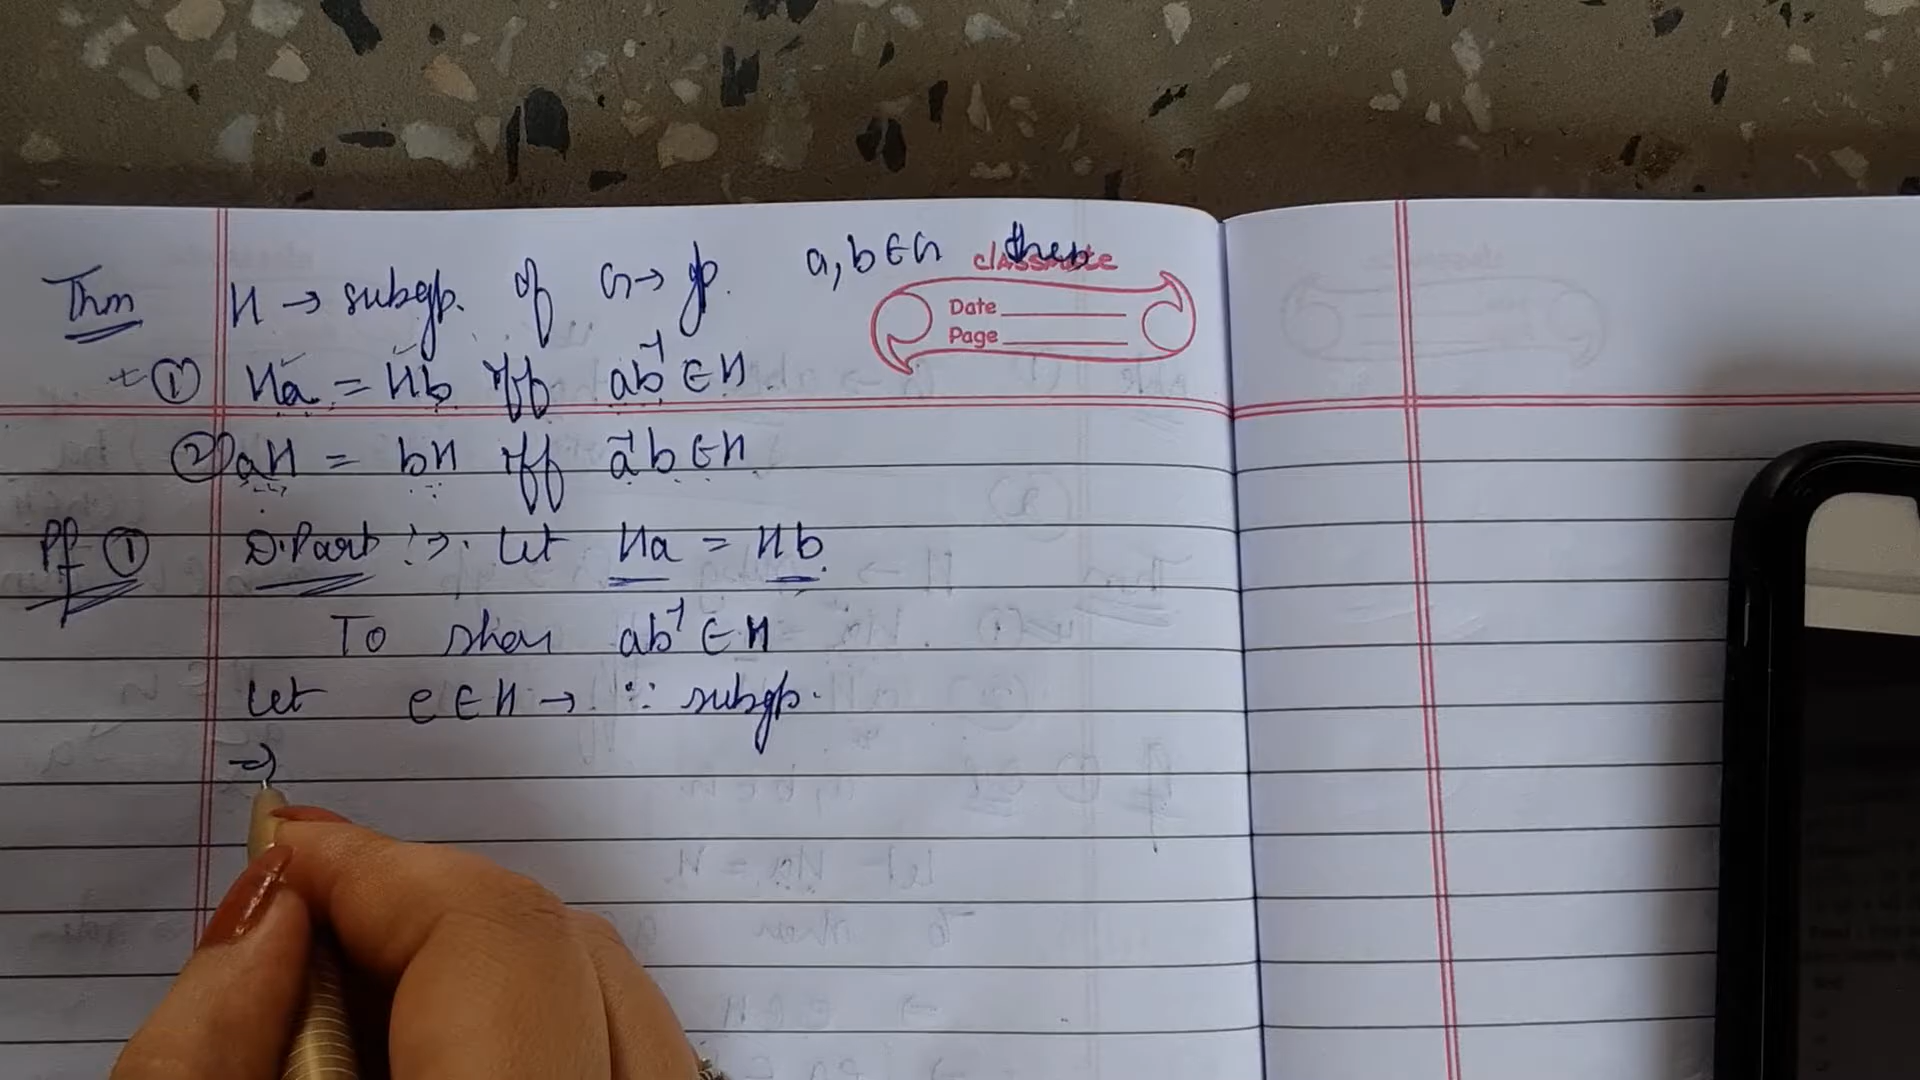 Thm H → subgp. of G → gp. a, b ∈ G then
classmate
Date
Page
① Ha = Hb iff ab⁻¹ ∈ H.
② aH = bH iff a⁻¹b ∈ H.
Pf ① D.Part :→. Let Ha = Hb.
To show ab⁻¹ ∈ H
Let e ∈ H → ∵ subgp.
⇒